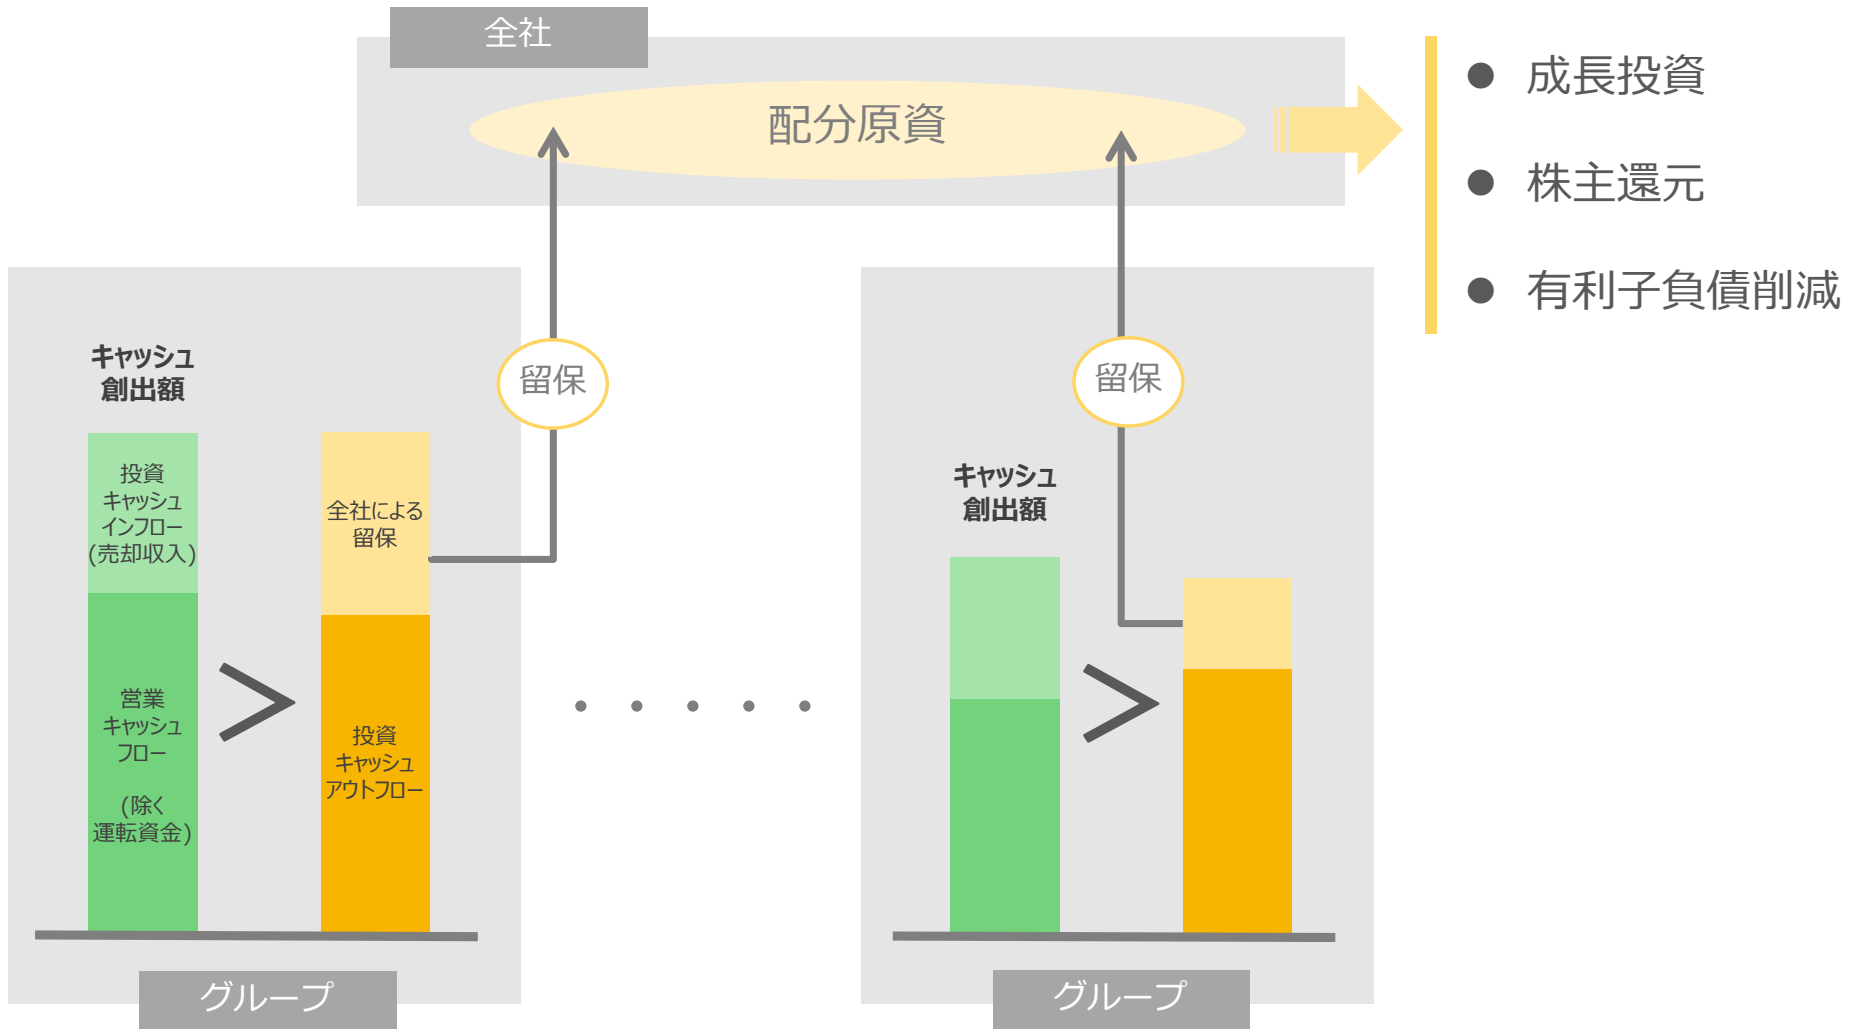 全社
配分原資
● 成長投資
● 株主還元
● 有利子負債削減
キャッシュ
創出額
投資
キャッシュ
インフロー
(売却収入)
営業
キャッシュ
フロー
(除く
運転資金)
全社による
留保
投資
キャッシュ
アウトフロー
留保
グループ
・・・・・
留保
キャッシュ
創出額
グループ